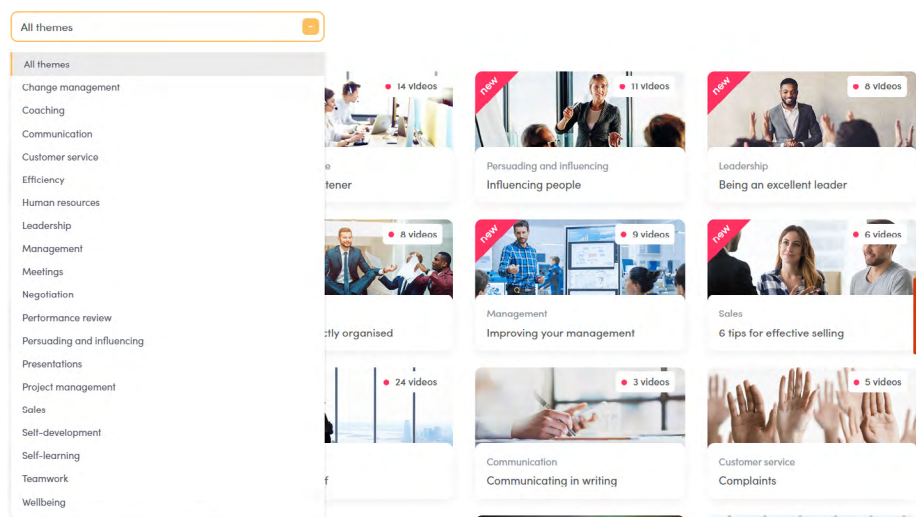 All themes
All themes
Change management
Coaching
Communication
Customer service
Efficiency
Human resources
Leadership
Management
Meetings
Negotiation
Performance review
Persuading and influencing
Presentations
Project management
Sales
Self-development
Self-learning
Teamwork
Wellbeing
14 videos
e
tener
new
11 videos
Persuading and influencing
Influencing people
new
8 videos
Leadership
Being an excellent leader
8 videos
ctly organised
new
9 videos
Management
Improving your management
new
6 videos
Sales
6 tips for effective selling
24 videos
f
3 videos
Communication
Communicating in writing
5 videos
Customer service
Complaints